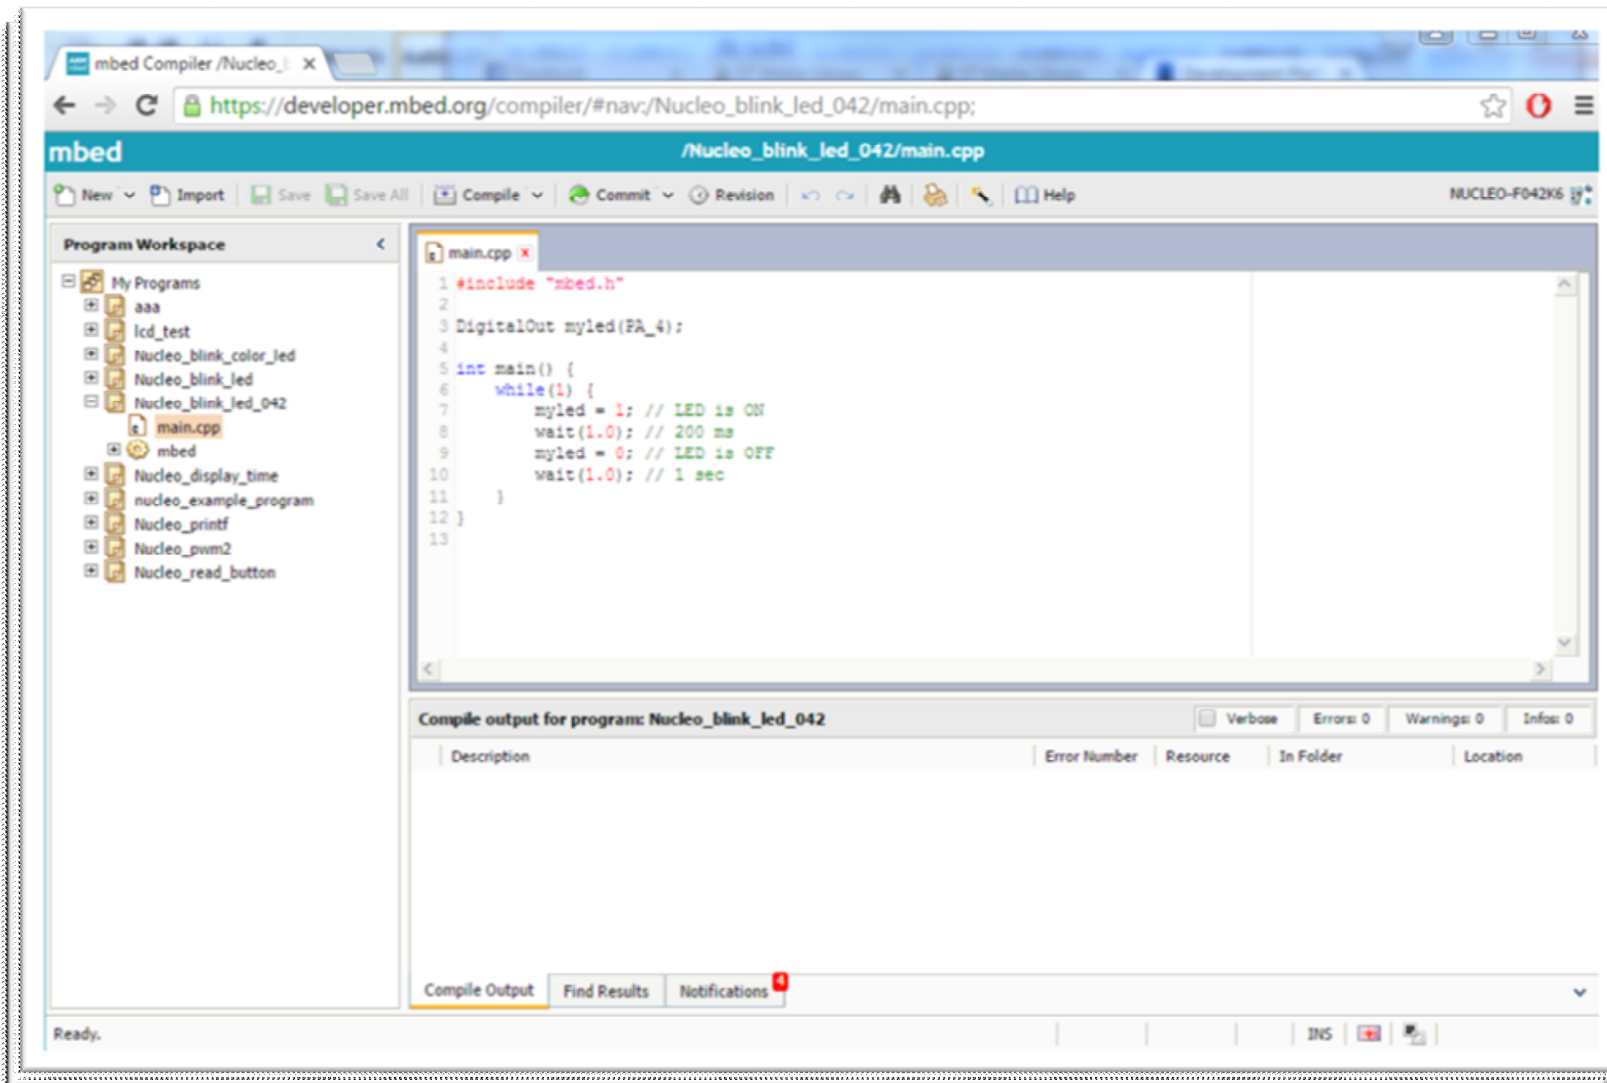 mbed Compiler /Nucleo_
https://developer.mbed.org/compiler/#nav:/Nucleo_blink_led_042/main.cpp;
mbed /Nucleo_blink_led_042/main.cpp
New Import Save Save All Compile Commit Revision Help NUCLEO-F042K6
Program Workspace
My Programs
aaa
lcd_test
Nucleo_blink_color_led
Nucleo_blink_led
Nucleo_blink_led_042
main.cpp
mbed
Nucleo_display_time
nucleo_example_program
Nucleo_printf
Nucleo_pwm2
Nucleo_read_button
main.cpp
1 #include "mbed.h"
2
3 DigitalOut myled(PA_4);
4
5 int main() {
6 while(1) {
7 myled = 1; // LED is ON
8 wait(1.0); // 200 ms
9 myled = 0; // LED is OFF
10 wait(1.0); // 1 sec
11 }
12 }
13
Compile output for program: Nucleo_blink_led_042 Verbose Errors: 0 Warnings: 0 Infos: 0
Description Error Number Resource In Folder Location
Compile Output Find Results Notifications 4
Ready. INS